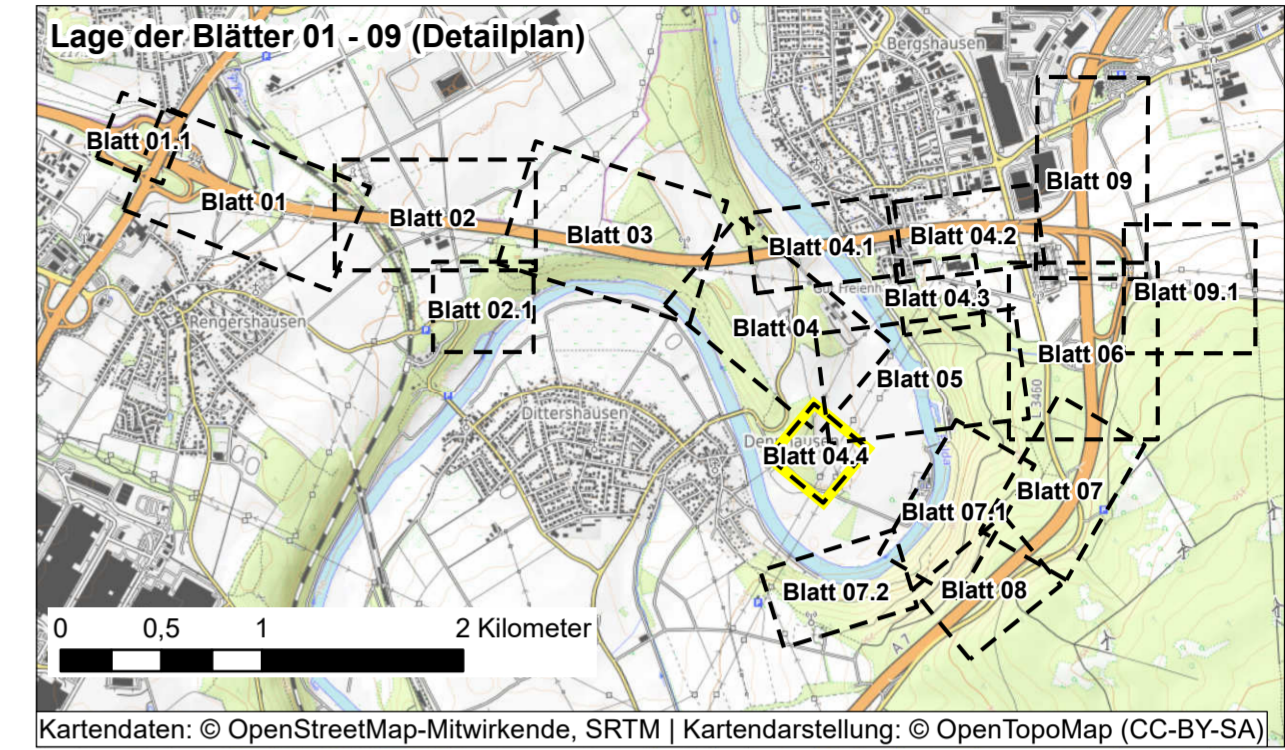 Lage der Blätter 01 - 09 (Detailplan)
Bergshausen
Blatt 01.1
Blatt 09
Blatt 01
Blatt 02
Blatt 03
Blatt 04.1
Blatt 04.2
Blatt 04.3
Blatt 09.1
Blatt 02.1
Rengershausen
Blatt 04
Blatt 06
Blatt 05
L 3460
Dittershausen
Blatt 04.4
Blatt 07
Blatt 07.1
Blatt 07.2
Blatt 08
A 7
0 0,5 1 2 Kilometer
Kartendaten: © OpenStreetMap-Mitwirkende, SRTM | Kartendarstellung: © OpenTopoMap (CC-BY-SA)